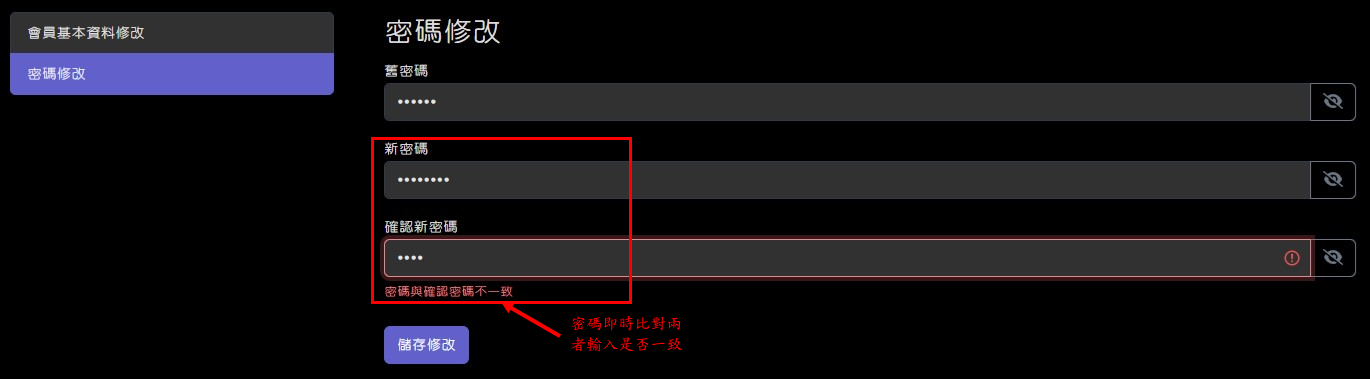 會員基本資料修改
密碼修改
密碼修改
舊密碼
••••••
新密碼
••••••••
確認新密碼
••••
密碼與確認密碼不一致
密碼即時比對兩
者輸入是否一致
儲存修改